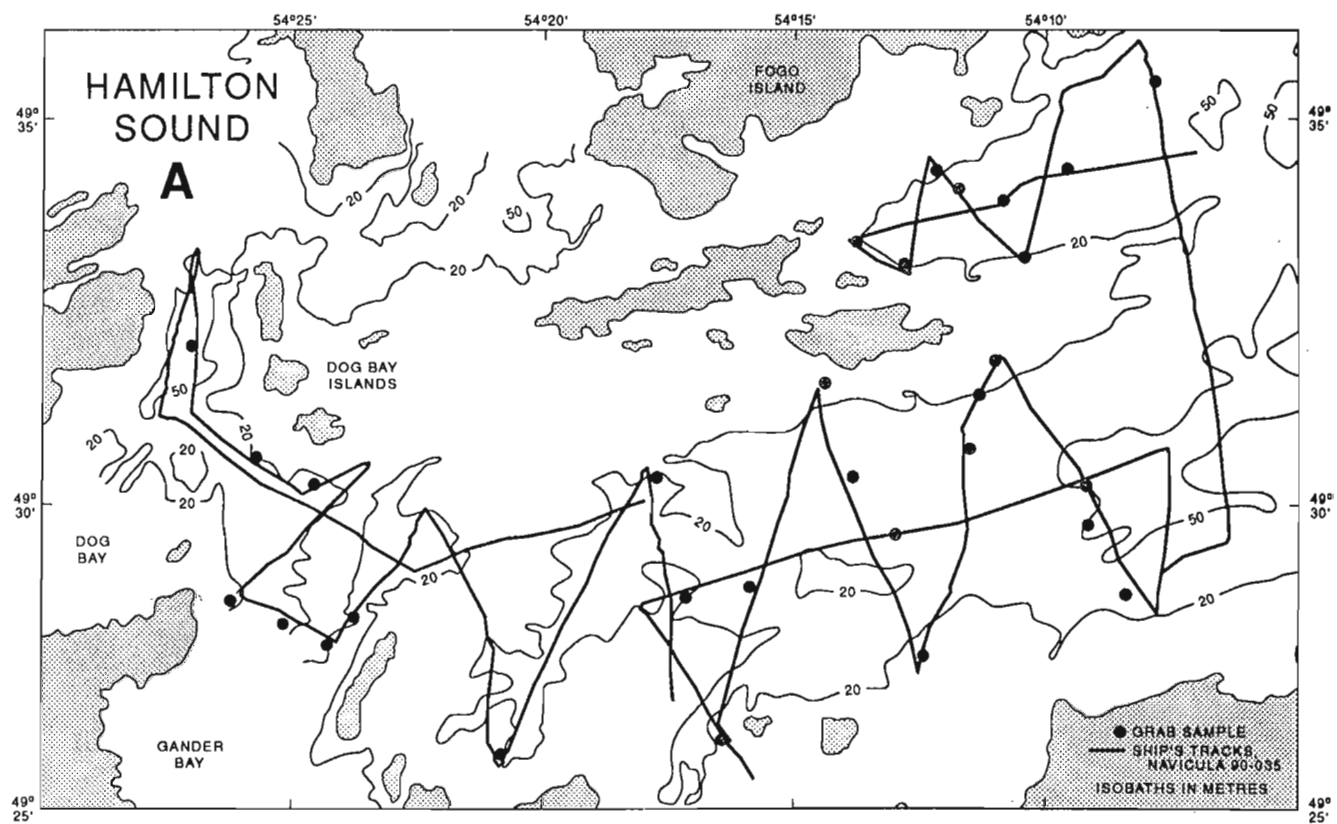 54°25' 54°20' 54°15' 54°10'
HAMILTON
SOUND
A
FOGO
ISLAND
49°
35'
49°
35'
50
50
20
20
50
20
20
DOG BAY
ISLANDS
50
20
20
20
20
49°
30'
49°
30'
20
50
DOG
BAY
20
20
20
20
GANDER
BAY
GRAB SAMPLE
SHIP'S TRACKS
NAVICULA 90-035
ISOBATHS IN METRES
49°
25'
49°
25'